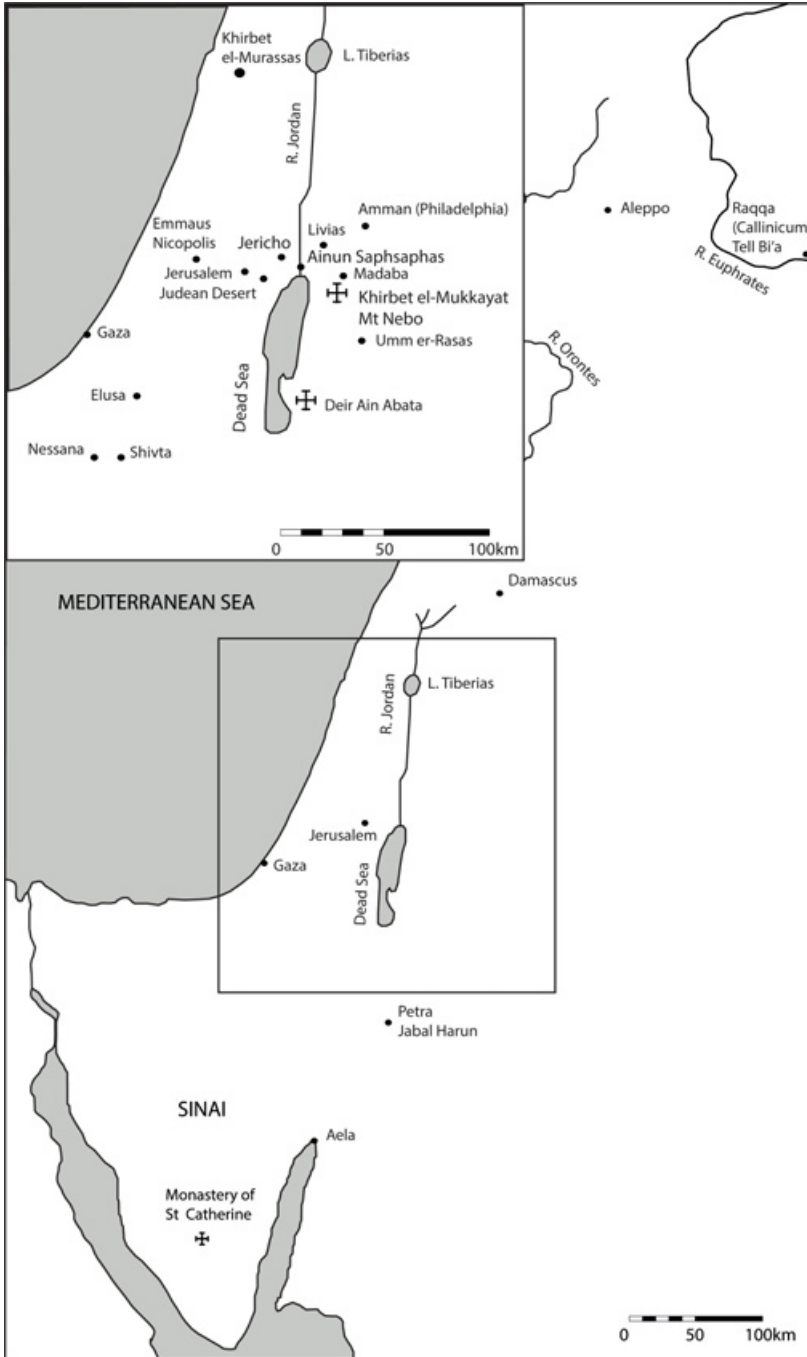 Khirbet
el-Murassas
L. Tiberias
R. Jordan
Amman (Philadelphia)
Emmaus
Nicopolis
Jericho
Livias
Ainun Saphsaphas
Jerusalem
Madaba
Judean Desert
Khirbet el-Mukkayat
Mt Nebo
Gaza
Umm er-Rasas
Dead Sea
Elusa
Deir Ain Abata
Nessana
Shivta
0 50 100km
Aleppo
Raqqa
(Callinicum
Tell Bi'a
R. Euphrates
R. Orontes
Damascus
MEDITERRANEAN SEA
L. Tiberias
R. Jordan
Jerusalem
Gaza
Dead Sea
Petra
Jabal Harun
SINAI
Aela
Monastery of
St Catherine
0 50 100km